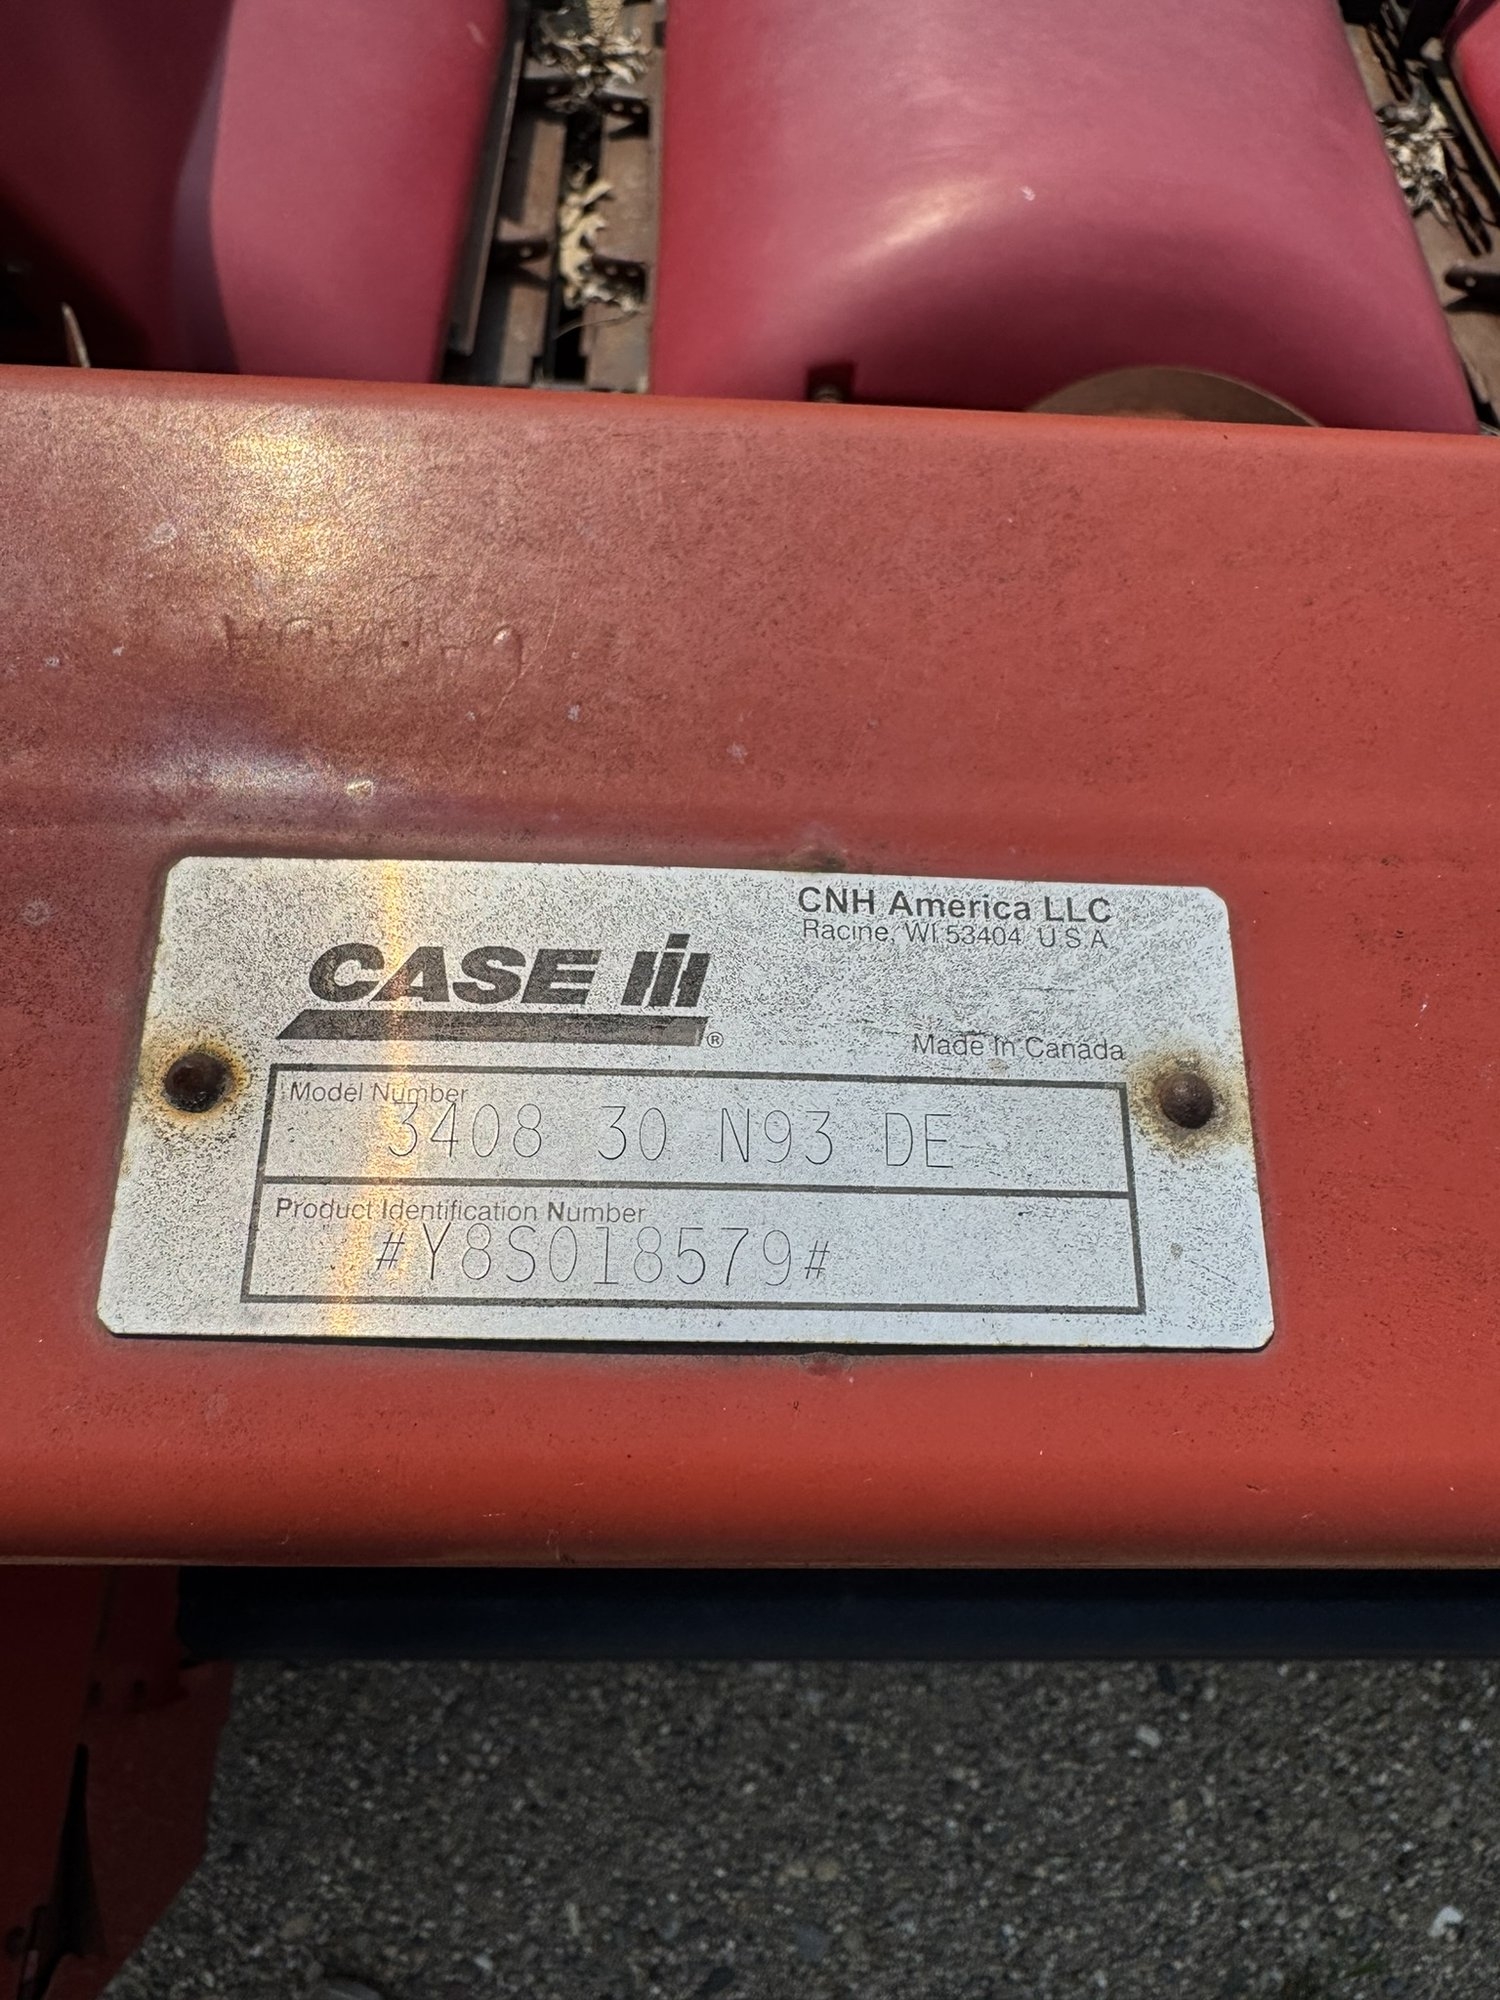 CNH America LLC
Racine, WI 53404 U.S.A.
CASE IH
®
Made In Canada
Model Number
3408 30 N93 DE
Product Identification Number
#Y8S018579#